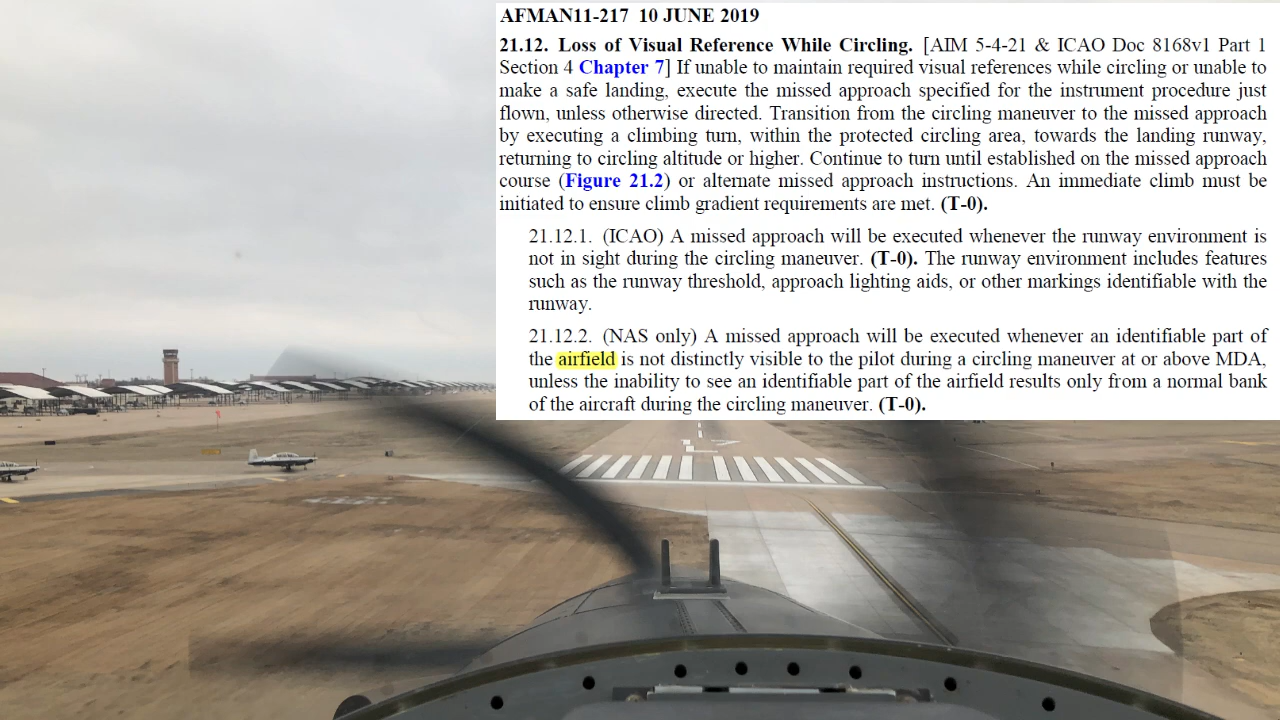 AFMAN11-217 10 JUNE 2019
21.12. Loss of Visual Reference While Circling. [AIM 5-4-21 & ICAO Doc 8168v1 Part 1
Section 4 Chapter 7] If unable to maintain required visual references while circling or unable to
make a safe landing, execute the missed approach specified for the instrument procedure just
flown, unless otherwise directed. Transition from the circling maneuver to the missed approach
by executing a climbing turn, within the protected circling area, towards the landing runway,
returning to circling altitude or higher. Continue to turn until established on the missed approach
course (Figure 21.2) or alternate missed approach instructions. An immediate climb must be
initiated to ensure climb gradient requirements are met. (T-0).
21.12.1. (ICAO) A missed approach will be executed whenever the runway environment is
not in sight during the circling maneuver. (T-0). The runway environment includes features
such as the runway threshold, approach lighting aids, or other markings identifiable with the
runway.
21.12.2. (NAS only) A missed approach will be executed whenever an identifiable part of
the airfield is not distinctly visible to the pilot during a circling maneuver at or above MDA,
unless the inability to see an identifiable part of the airfield results only from a normal bank
of the aircraft during the circling maneuver. (T-0).